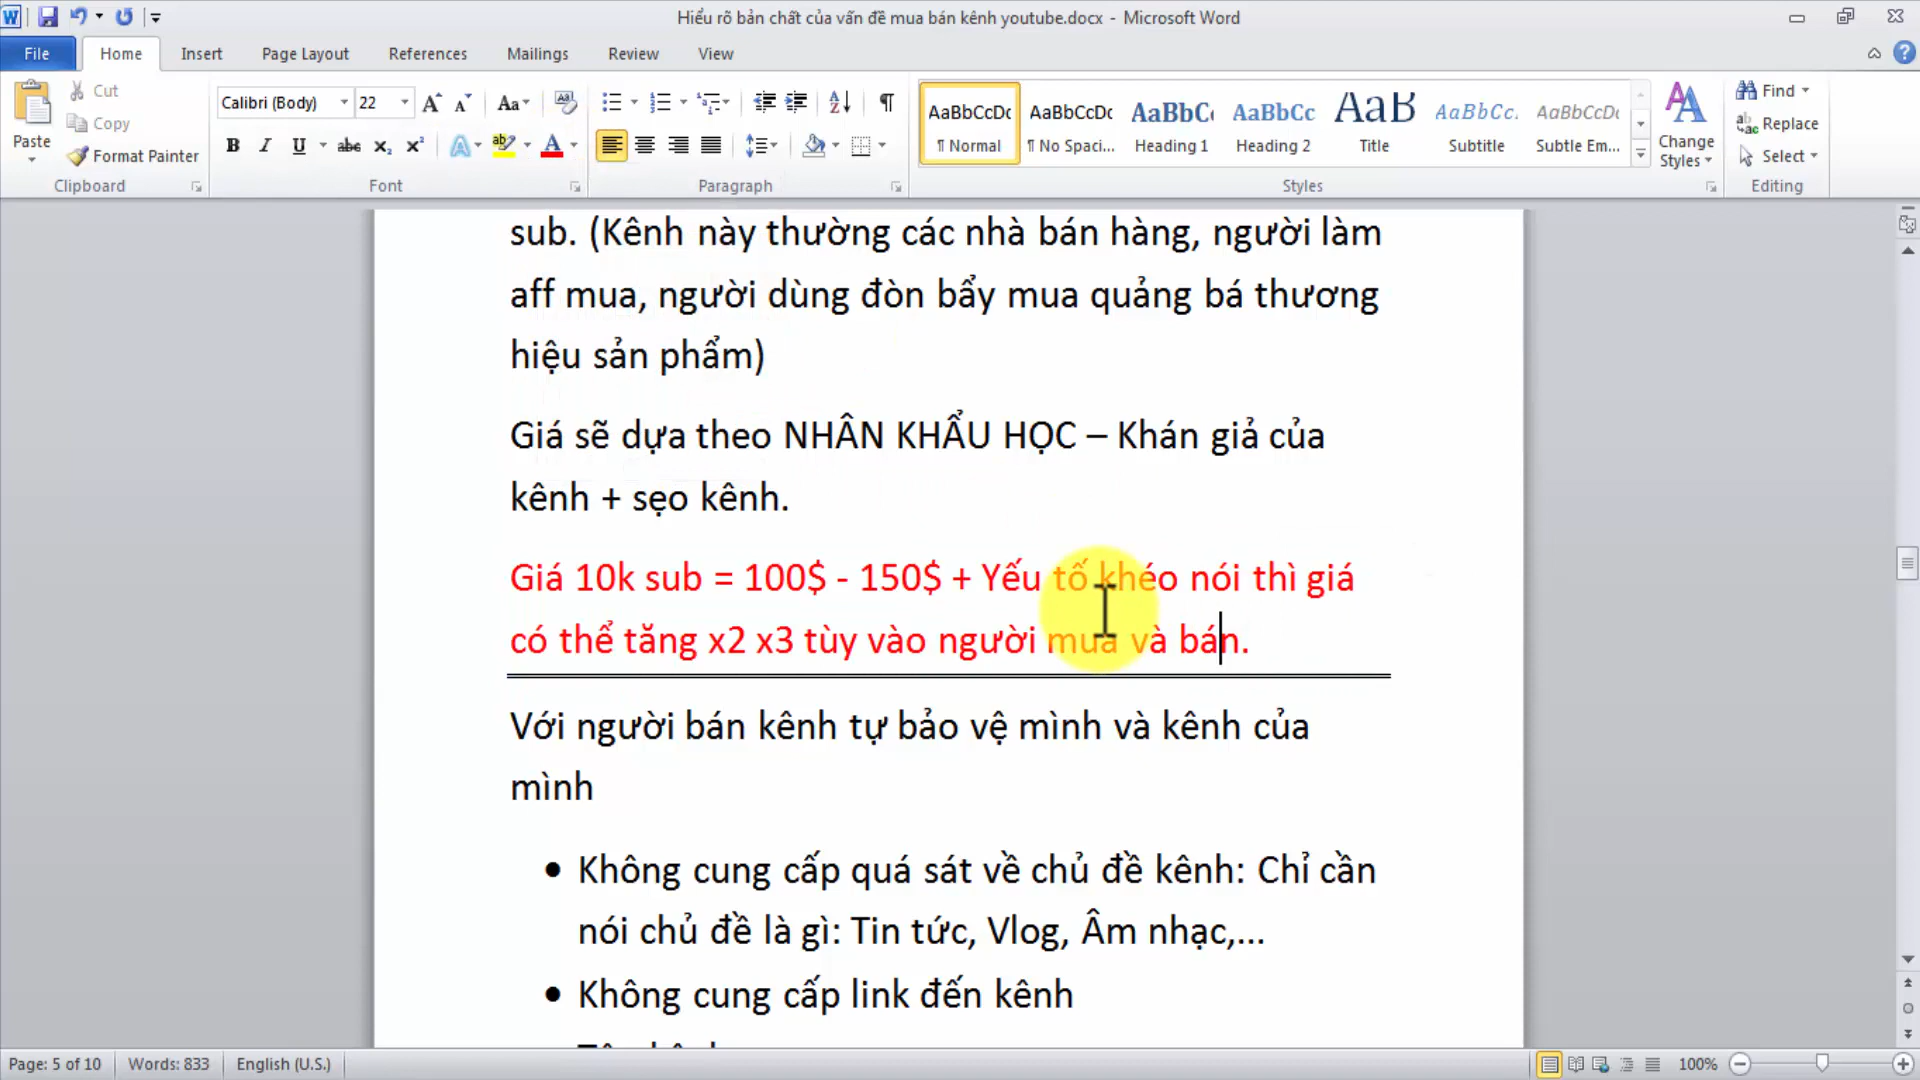 Hiểu rõ bản chất của vấn đề mua bán kênh youtube.docx - Microsoft Word
File Home Insert Page Layout References Mailings Review View
Paste
Cut
Copy
Format Painter
Clipboard
Calibri (Body) 22
Font
Paragraph
AaBbCcDc AaBbCcDc AaBbC AaBbCc AaB AaBbCc. AaBbCcDc
¶ Normal ¶ No Spaci... Heading 1 Heading 2 Title Subtitle Subtle Em...
Change
Styles
Styles
Find
Replace
Select
Editing
sub. (Kênh này thường các nhà bán hàng, người làm
aff mua, người dùng đòn bẩy mua quảng bá thương
hiệu sản phẩm)
Giá sẽ dựa theo NHÂN KHẨU HỌC – Khán giả của
kênh + sẹo kênh.
Giá 10k sub = 100$ - 150$ + Yếu tố khéo nói thì giá
có thể tăng x2 x3 tùy vào người mua và bán.
Với người bán kênh tự bảo vệ mình và kênh của
mình
• Không cung cấp quá sát về chủ đề kênh: Chỉ cần
nói chủ đề là gì: Tin tức, Vlog, Âm nhạc,...
• Không cung cấp link đến kênh
Page: 5 of 10 Words: 833 English (U.S.) 100%